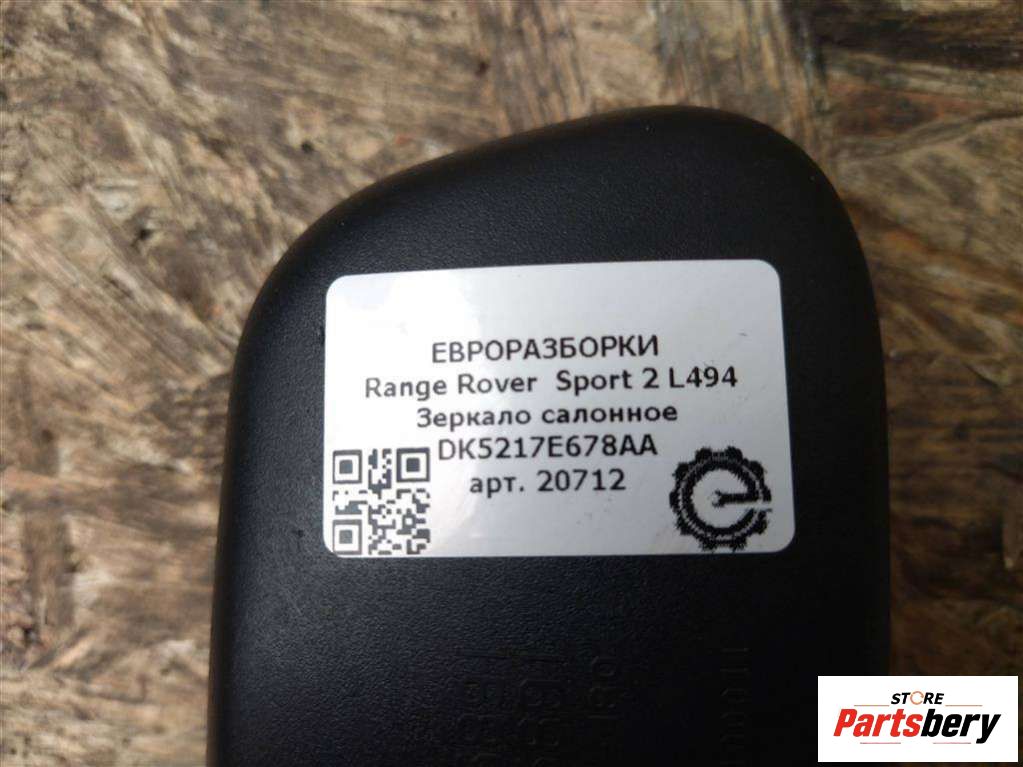 ЕВРОРАЗБОРКИ
Range Rover Sport 2 L494
Зеркало салонное
DK5217E678AA
арт. 20712
STORE
Partsbery